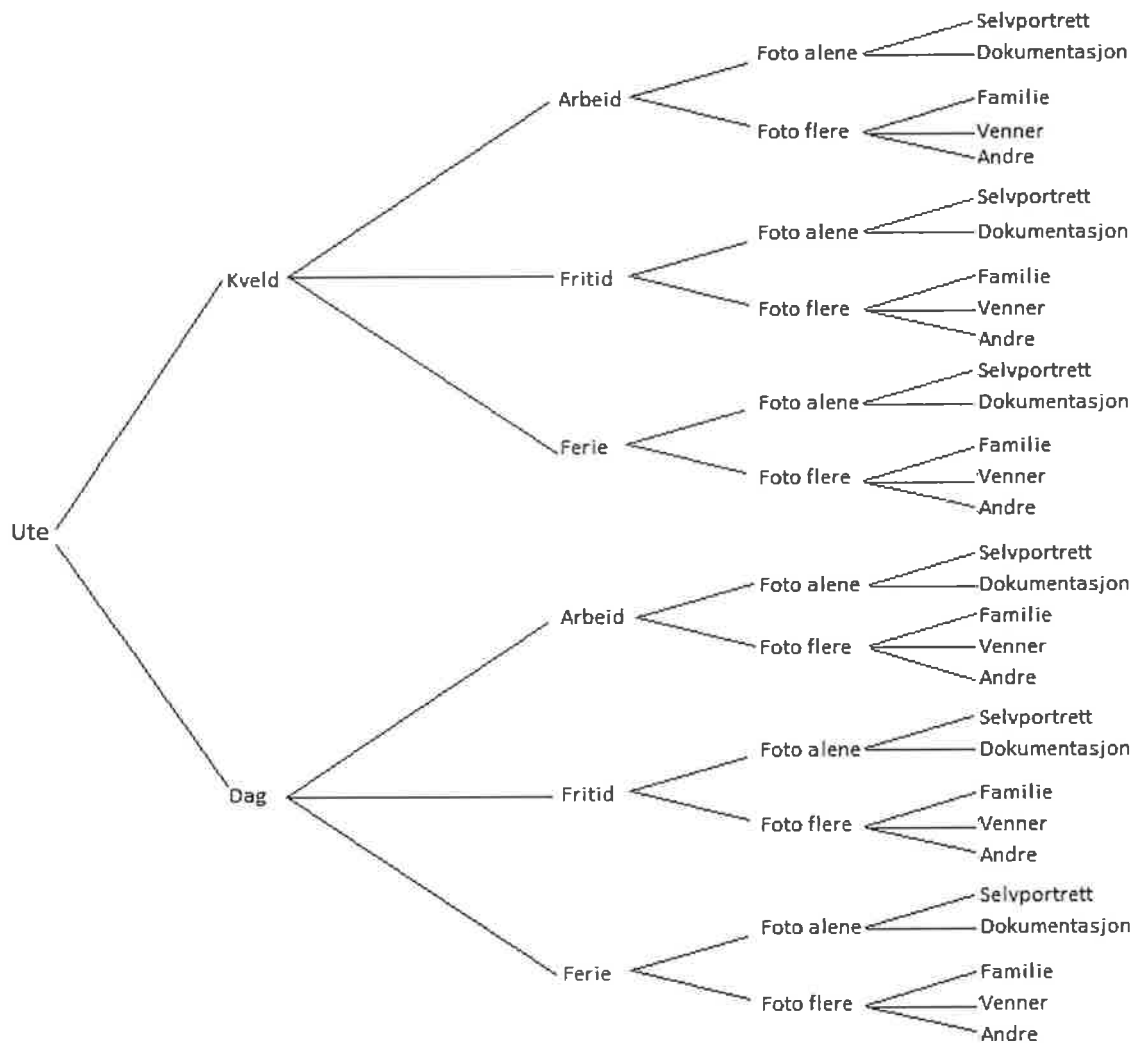 Ute
Kveld
Arbeid
Foto alene
Selvportrett
Dokumentasjon
Foto flere
Familie
Venner
Andre
Fritid
Foto alene
Selvportrett
Dokumentasjon
Foto flere
Familie
Venner
Andre
Ferie
Foto alene
Selvportrett
Dokumentasjon
Foto flere
Familie
Venner
Andre
Dag
Arbeid
Foto alene
Selvportrett
Dokumentasjon
Foto flere
Familie
Venner
Andre
Fritid
Foto alene
Selvportrett
Dokumentasjon
Foto flere
Familie
Venner
Andre
Ferie
Foto alene
Selvportrett
Dokumentasjon
Foto flere
Familie
Venner
Andre